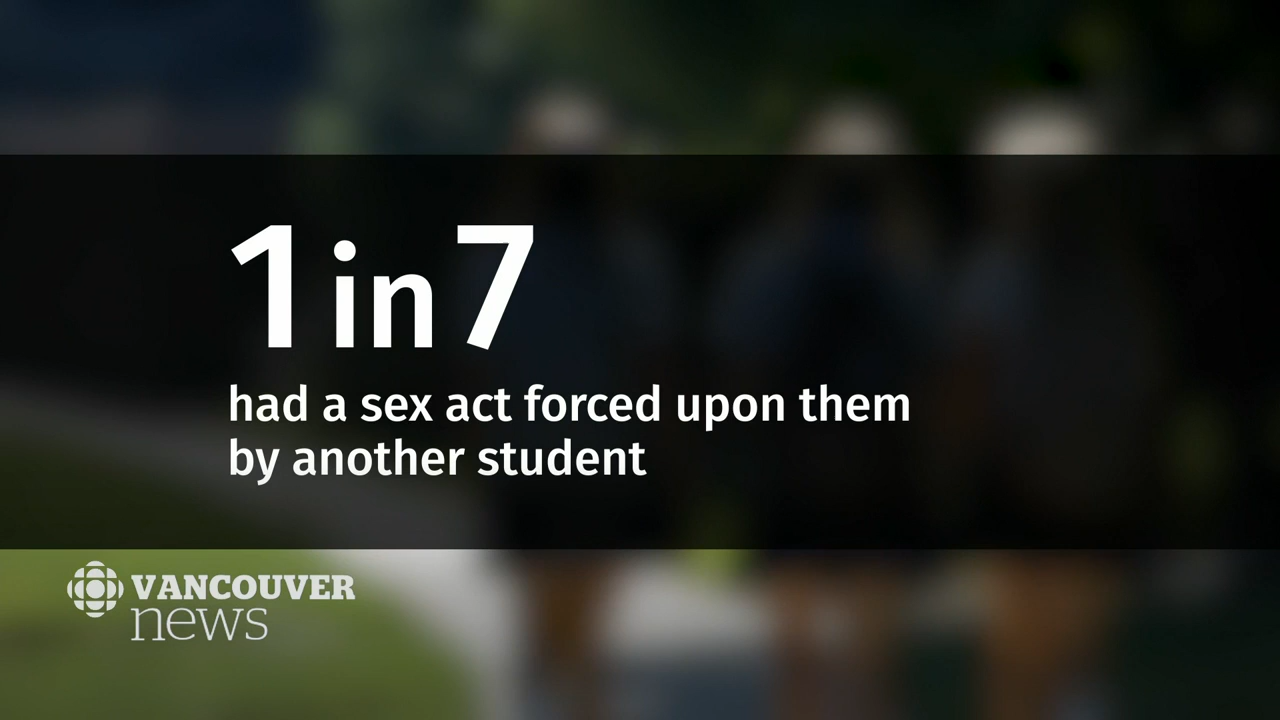 1 in 7
had a sex act forced upon them
by another student
VANCOUVER
news